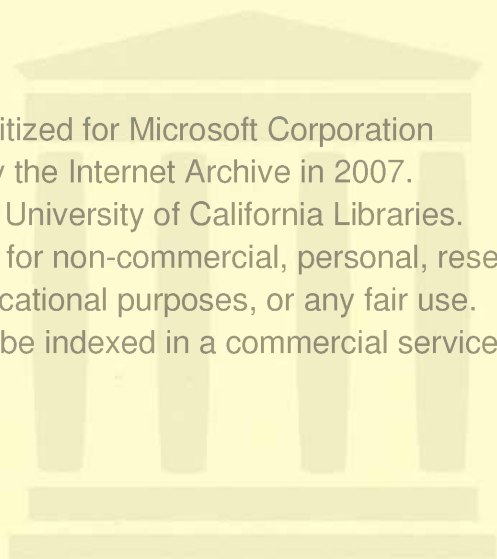 itized for Microsoft Corporation
y the Internet Archive in 2007.
University of California Libraries.
for non-commercial, personal, rese
cational purposes, or any fair use.
be indexed in a commercial service